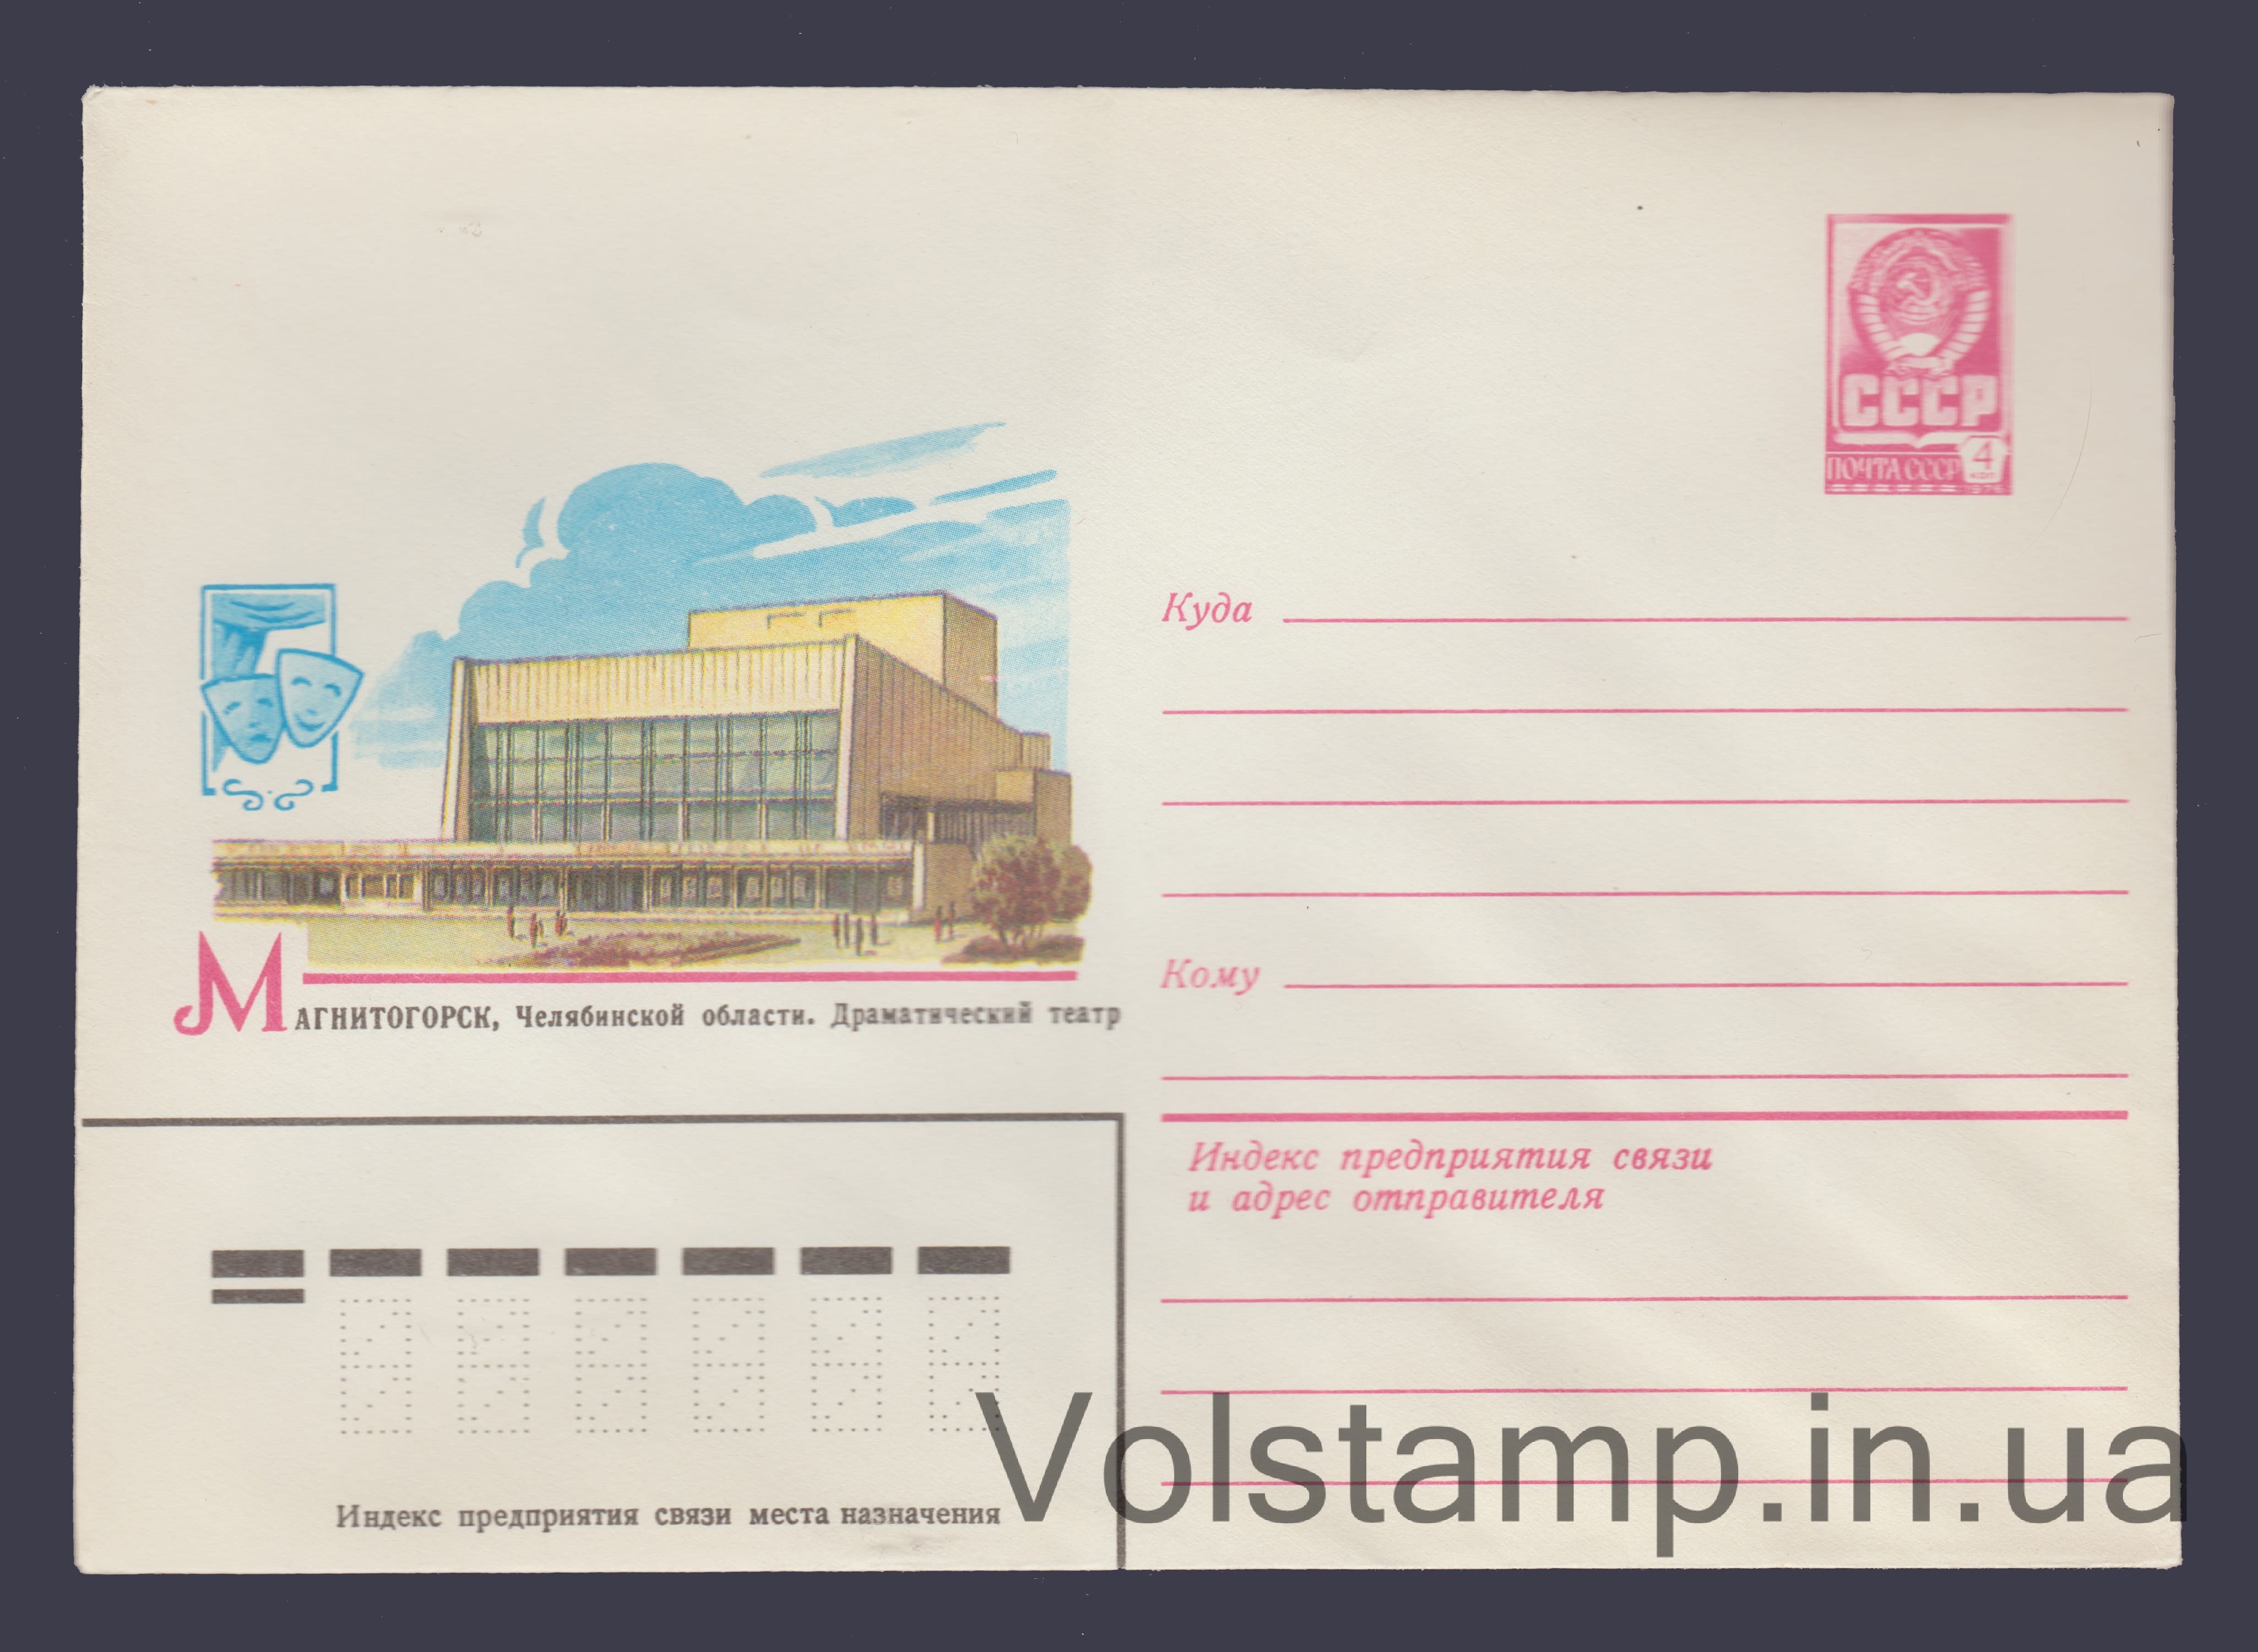 СССР
ПОЧТА СССР 4
КОП
1976
Куда
Кому
МАГНИТОГОРСК, Челябинской области. Драматический театр
Индекс предприятия связи
и адрес отправителя
Индекс предприятия связи места назначения
Volstamp.in.ua